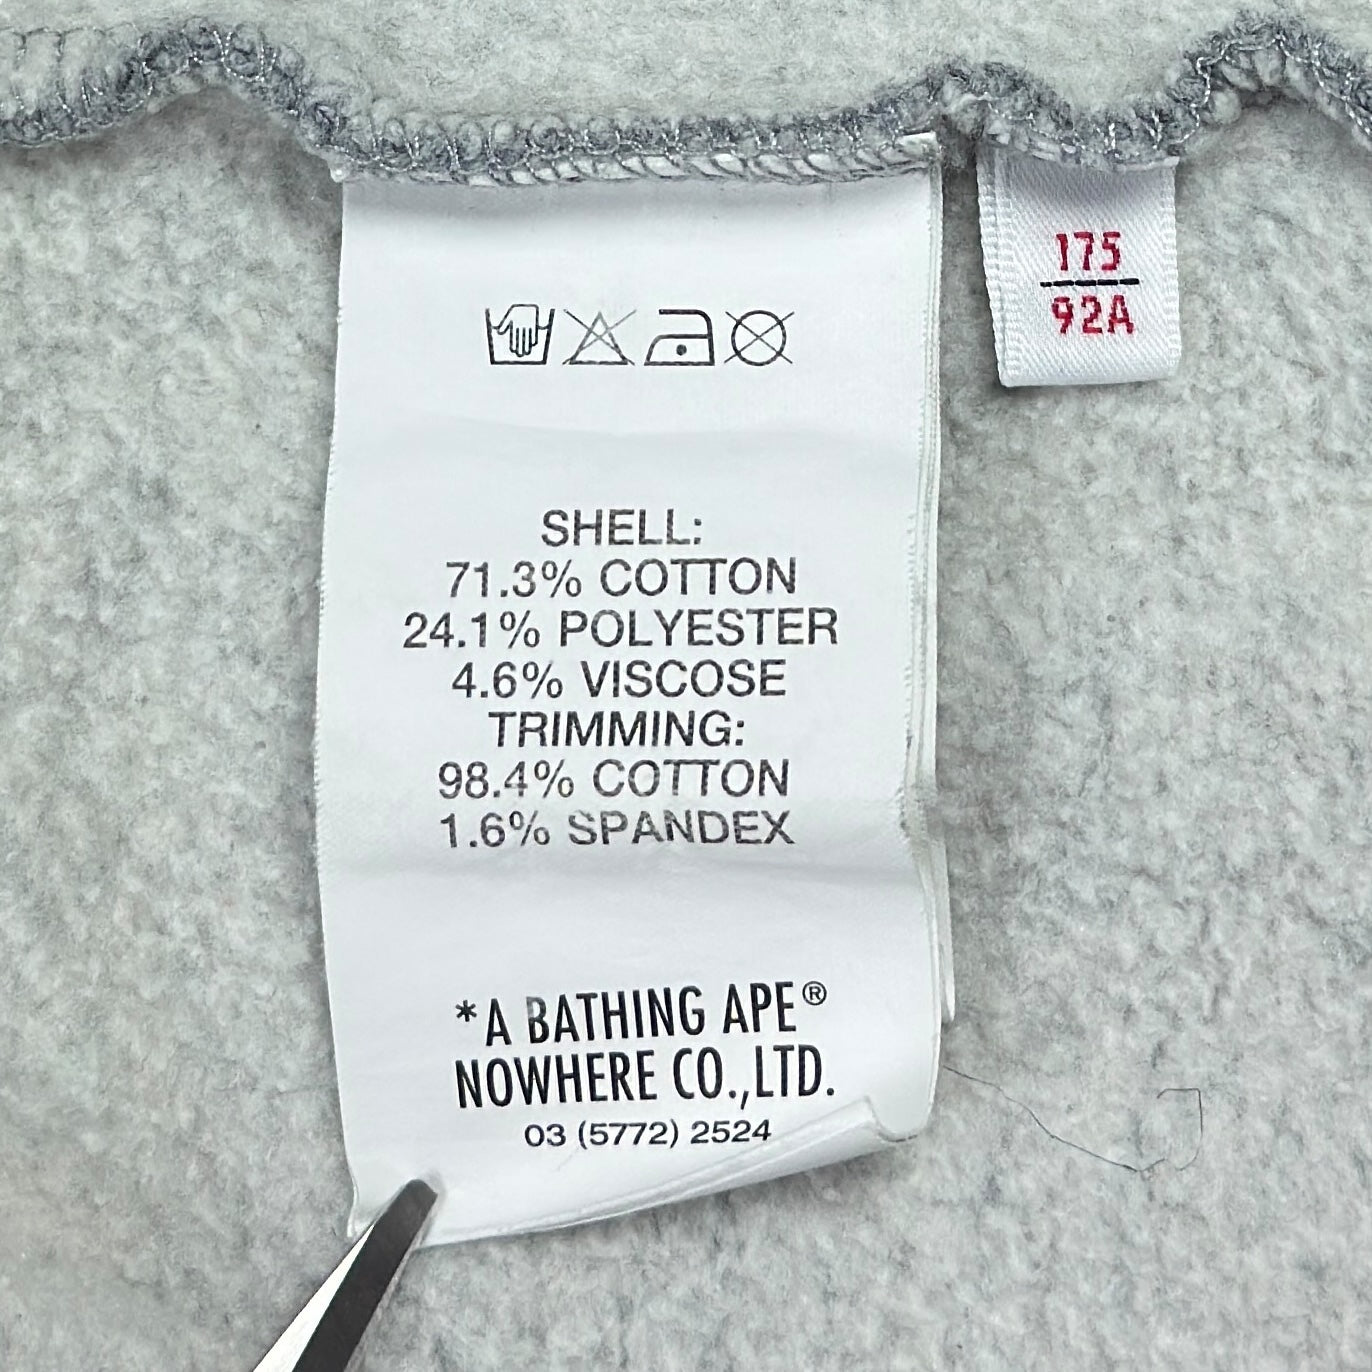 175
92A
SHELL:
71.3% COTTON
24.1% POLYESTER
4.6% VISCOSE
TRIMMING:
98.4% COTTON
1.6% SPANDEX
*A BATHING APE®
NOWHERE CO.,LTD.
03 (5772) 2524